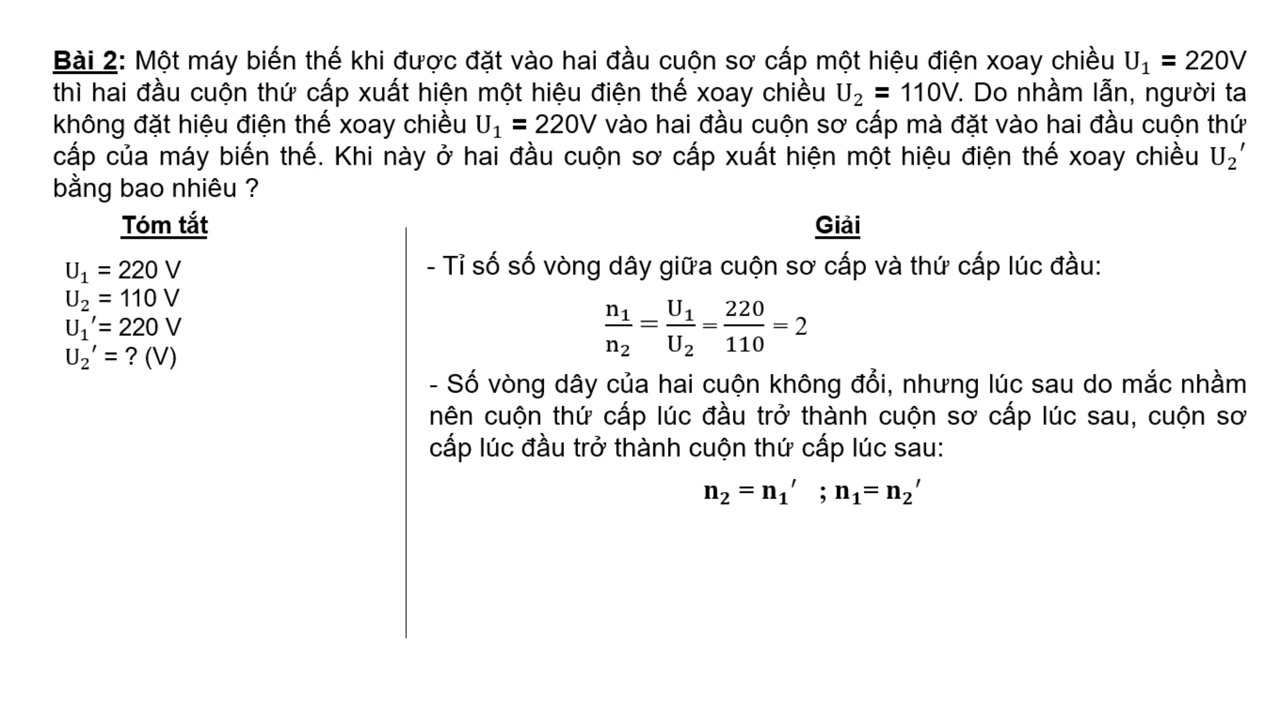 Bài 2: Một máy biến thế khi được đặt vào hai đầu cuộn sơ cấp một hiệu điện xoay chiều U₁ = 220V
thì hai đầu cuộn thứ cấp xuất hiện một hiệu điện thế xoay chiều U₂ = 110V. Do nhầm lẫn, người ta
không đặt hiệu điện thế xoay chiều U₁ = 220V vào hai đầu cuộn sơ cấp mà đặt vào hai đầu cuộn thứ
cấp của máy biến thế. Khi này ở hai đầu cuộn sơ cấp xuất hiện một hiệu điện thế xoay chiều U₂′
bằng bao nhiêu ?
Tóm tắt
U₁ = 220 V
U₂ = 110 V
U₁′= 220 V
U₂′ = ? (V)
Giải
- Tỉ số số vòng dây giữa cuộn sơ cấp và thứ cấp lúc đầu:
n₁/n₂ = U₁/U₂ = 220/110 = 2
- Số vòng dây của hai cuộn không đổi, nhưng lúc sau do mắc nhầm
nên cuộn thứ cấp lúc đầu trở thành cuộn sơ cấp lúc sau, cuộn sơ
cấp lúc đầu trở thành cuộn thứ cấp lúc sau:
n₂ = n₁′ ; n₁= n₂′